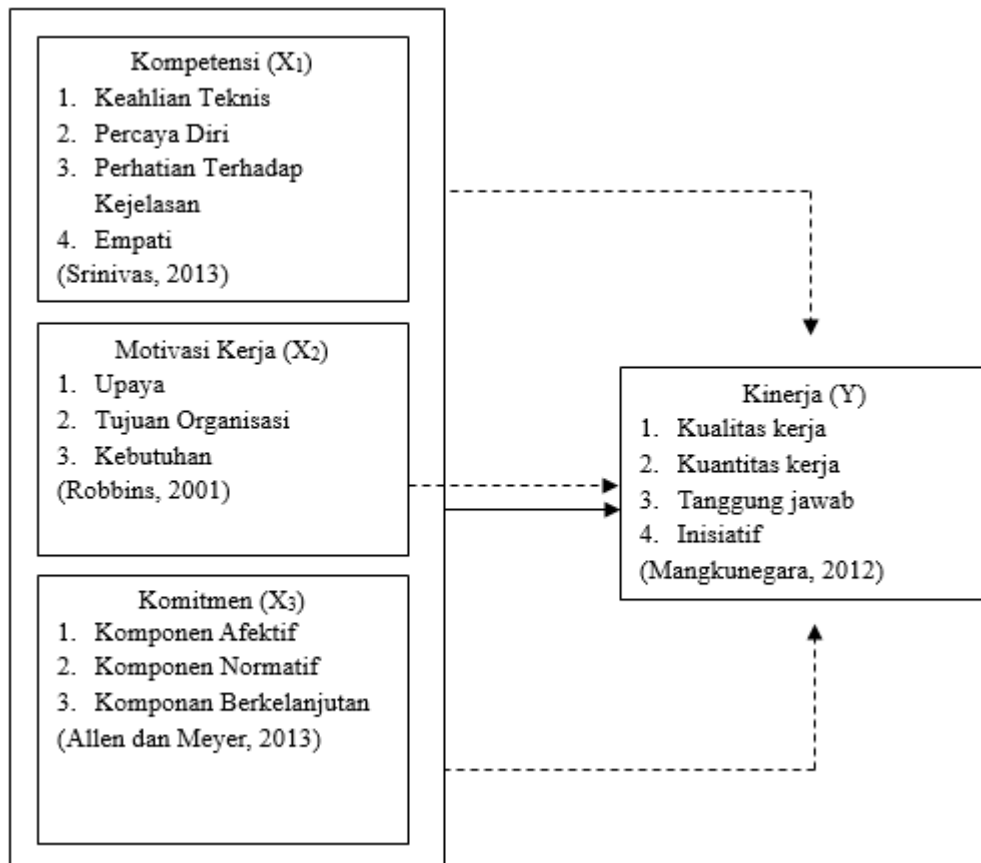 Kompetensi (X₁)
1. Keahlian Teknis
2. Percaya Diri
3. Perhatian Terhadap
Kejelasan
4. Empati
(Srinivas, 2013)
Motivasi Kerja (X₂)
1. Upaya
2. Tujuan Organisasi
3. Kebutuhan
(Robbins, 2001)
Komitmen (X₃)
1. Komponen Afektif
2. Komponen Normatif
3. Komponan Berkelanjutan
(Allen dan Meyer, 2013)
Kinerja (Y)
1. Kualitas kerja
2. Kuantitas kerja
3. Tanggung jawab
4. Inisiatif
(Mangkunegara, 2012)